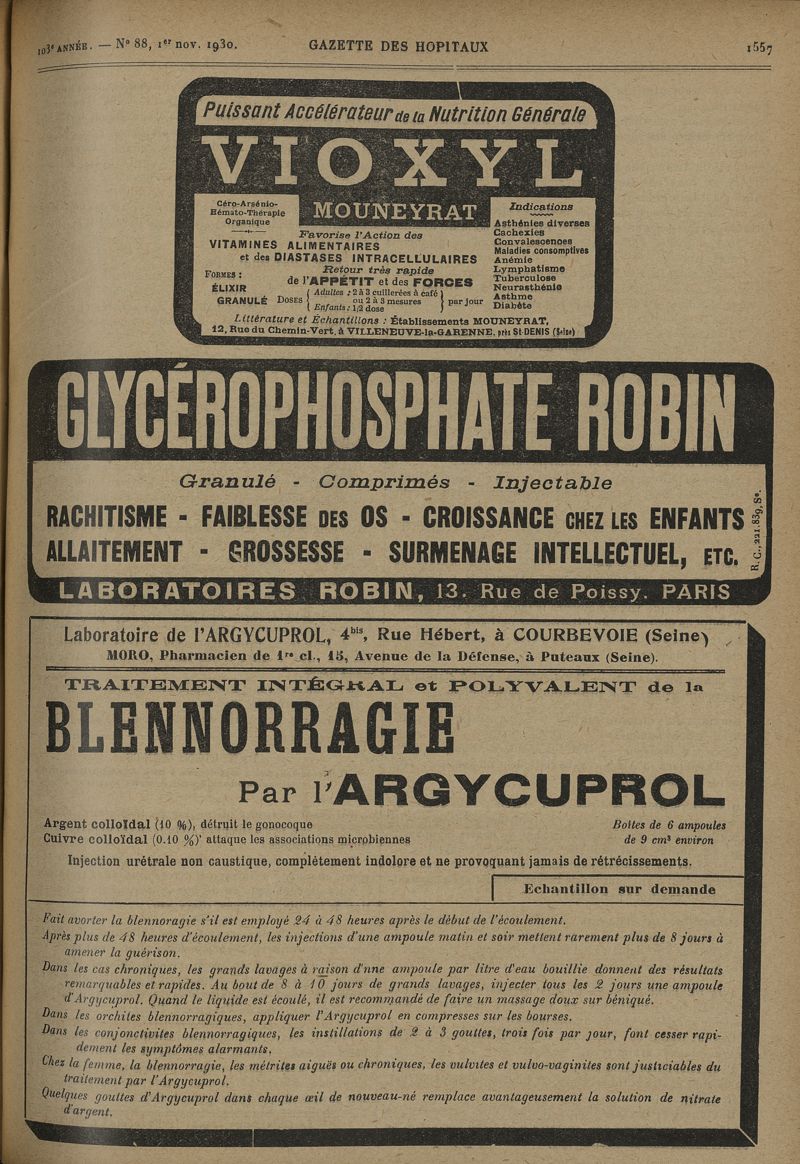 103e ANNÉE. — N° 88, 1er nov. 1930.
GAZETTE DES HOPITAUX
1557
Puissant Accélérateur de la Nutrition Générale
VIOXYL
MOUNEYRAT
Céro-Arsénio-
Hémato-Thérapie
Organique
Favorise l'Action des
VITAMINES ALIMENTAIRES
et des DIASTASES INTRACELLULAIRES
Retour très rapide
de l'APPÉTIT et des FORCES
FORMES :
ÉLIXIR
GRANULÉ
DOSES { Adultes : 2 à 3 cuillerées à café
ou 2 à 3 mesures } par jour
Enfants : 1/2 dose
Indications
Asthénies diverses
Cachexies
Convalescences
Maladies consomptives
Anémie
Lymphatisme
Tuberculose
Neurasthénie
Asthme
Diabète
Littérature et Echantillons : Établissements MOUNEYRAT,
12, Rue du Chemin-Vert, à VILLENEUVE-la-GARENNE, près St-DENIS (Seine)
GLYCÉROPHOSPHATE ROBIN
Granulé - Comprimés - Injectable
RACHITISME - FAIBLESSE DES OS - CROISSANCE CHEZ LES ENFANTS
ALLAITEMENT - GROSSESSE - SURMENAGE INTELLECTUEL, ETC.
R. C., 221.839, Se.
LABORATOIRES ROBIN, 13. Rue de Poissy. PARIS
Laboratoire de l'ARGYCUPROL, 4bis, Rue Hébert, à COURBEVOIE (Seine)
MORO, Pharmacien de 1re cl., 15, Avenue de la Défense, à Puteaux (Seine).
TRAITEMENT INTÉGRAL et POLYVALENT de la
BLENNORRAGIE
Par l'ARGYCUPROL
Argent colloïdal (10 %), détruit le gonocoque
Cuivre colloïdal (0.10 %)' attaque les associations microbiennes
Boîtes de 6 ampoules
de 9 cm³ environ
Injection urétrale non caustique, complètement indolore et ne provoquant jamais de rétrécissements.
Echantillon sur demande
Fait avorter la blennoragie s'il est employé 24 à 48 heures après le début de l'écoulement.
Après plus de 48 heures d'écoulement, les injections d'une ampoule matin et soir mettent rarement plus de 8 jours à
amener la guérison.
Dans les cas chroniques, les grands lavages à raison d'nne ampoule par litre d'eau bouillie donnent des résultats
remarquables et rapides. Au bout de 8 à 10 jours de grands lavages, injecter tous les 2 jours une ampoule
d'Argycuprol. Quand le liquide est écoulé, il est recommandé de faire un massage doux sur béniqué.
Dans les orchites blennorragiques, appliquer l'Argycuprol en compresses sur les bourses.
Dans les conjonctivites blennorragiques, les instillations de 2 à 3 gouttes, trois fois par jour, font cesser rapi-
dement les symptômes alarmants.
Chez la femme, la blennorragie, les métrites aiguës ou chroniques, les vulvites et vulvo-vaginites sont justiciables du
traitement par l'Argycuprol.
Quelques gouttes d'Argycuprol dans chaque œil de nouveau-né remplace avantageusement la solution de nitrate
d'argent.